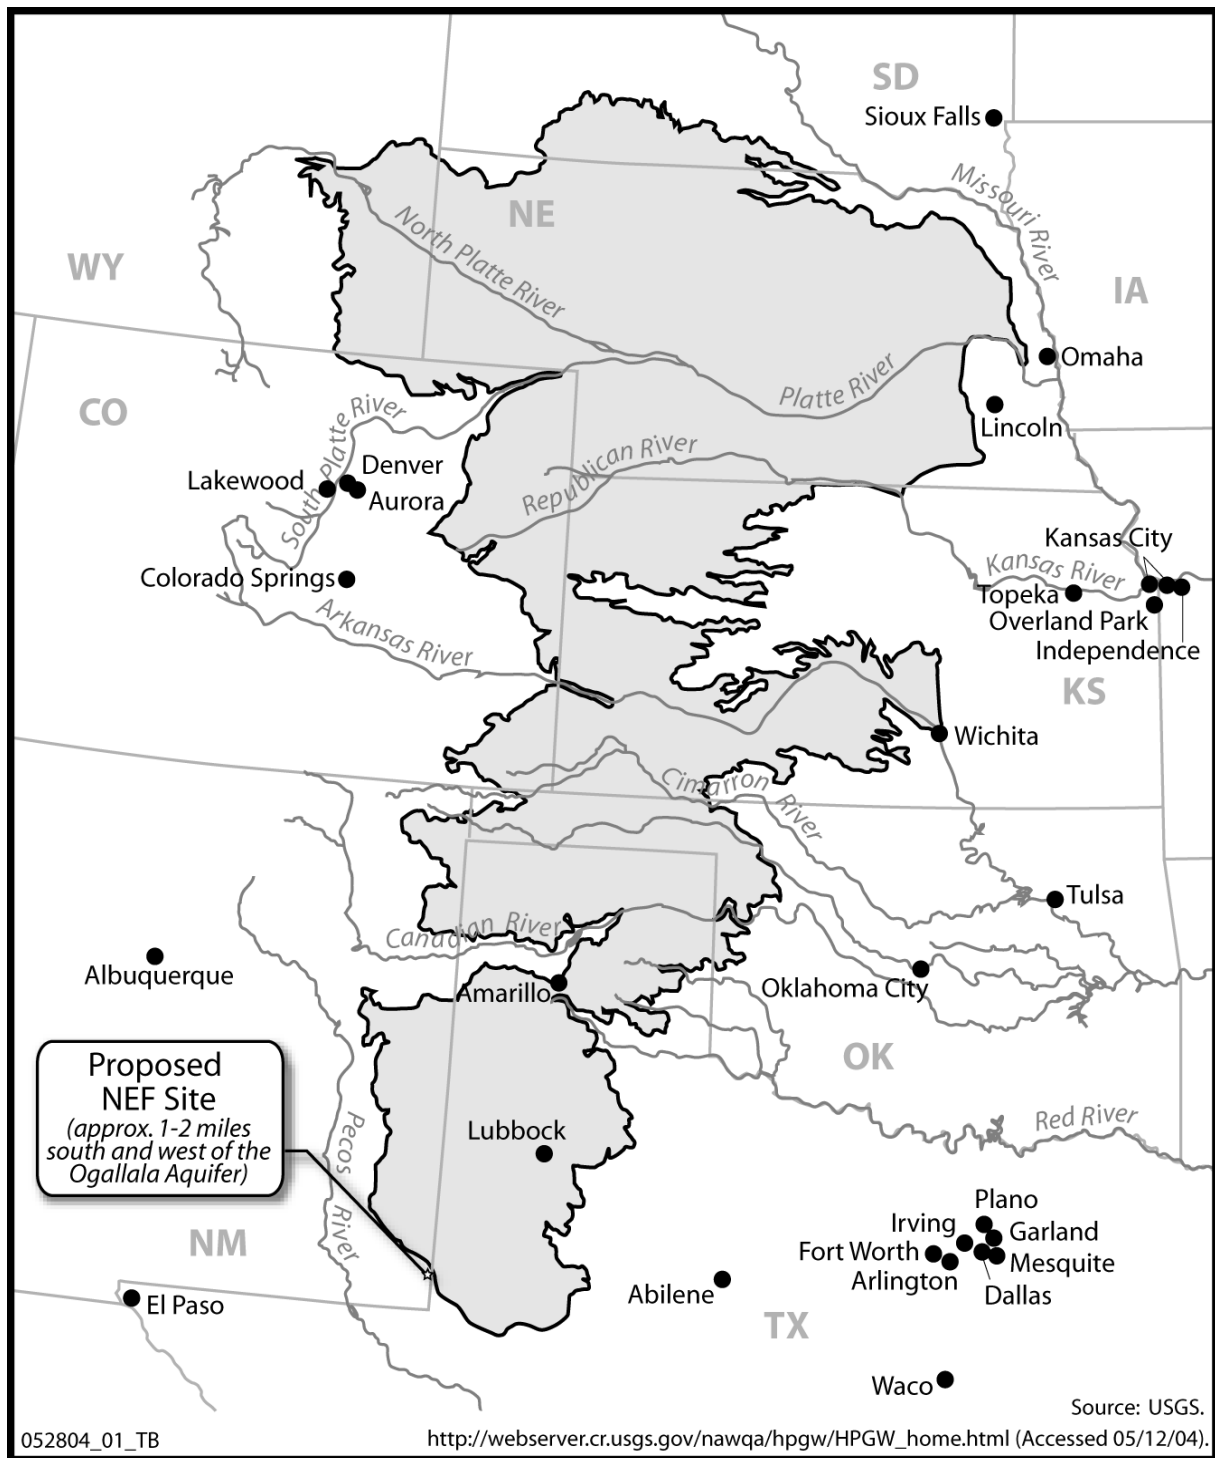 SD
Sioux Falls
Missouri River
NE
North Platte River
WY
IA
Omaha
Platte River
CO
South Platte River
Lincoln
Republican River
Denver
Lakewood
Aurora
Kansas City
Kansas River
Colorado Springs
Topeka
Overland Park
Independence
Arkansas River
KS
Wichita
Cimarron River
Tulsa
Canadian River
Albuquerque
Amarillo
Oklahoma City
OK
Proposed
NEF Site
(approx. 1-2 miles
south and west of the
Ogallala Aquifer)
Pecos River
Lubbock
Red River
Plano
Irving
Garland
Fort Worth
Mesquite
Arlington
Dallas
NM
El Paso
Abilene
TX
Waco
Source: USGS.
052804_01_TB
http://webserver.cr.usgs.gov/nawqa/hpgw/HPGW_home.html (Accessed 05/12/04).